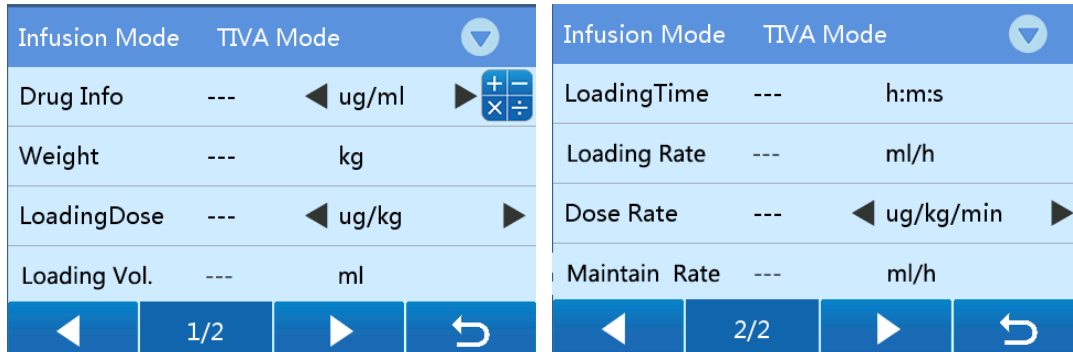 Infusion Mode TIVA Mode
Drug Info --- ug/ml
Weight --- kg
LoadingDose --- ug/kg
Loading Vol. --- ml
1/2
Infusion Mode TIVA Mode
LoadingTime --- h:m:s
Loading Rate --- ml/h
Dose Rate --- ug/kg/min
Maintain Rate --- ml/h
2/2